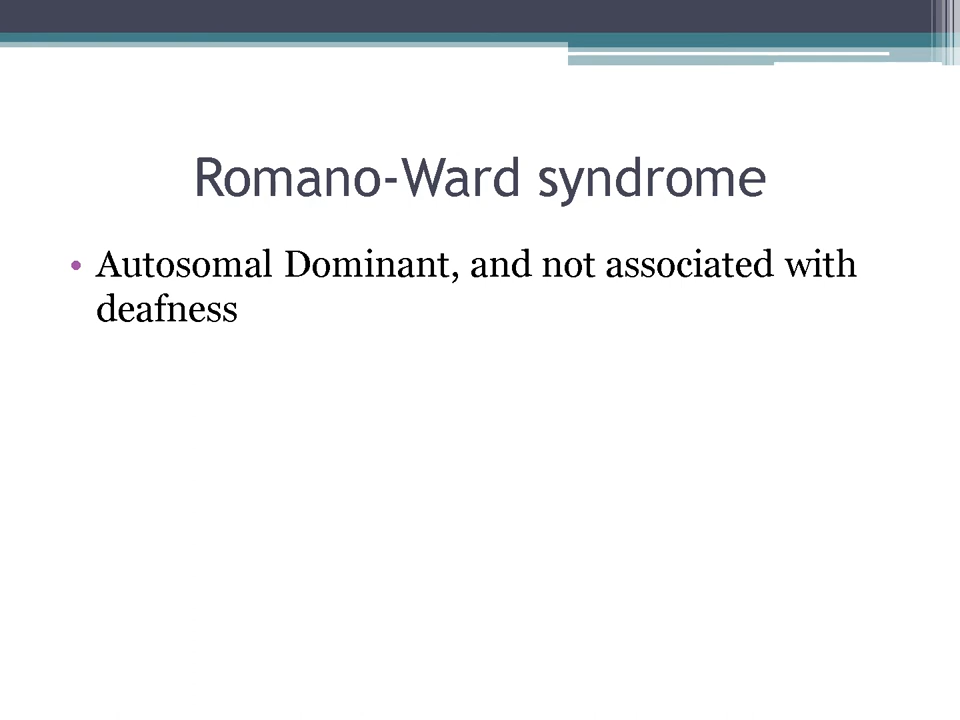 Romano-Ward syndrome
• Autosomal Dominant, and not associated with
deafness